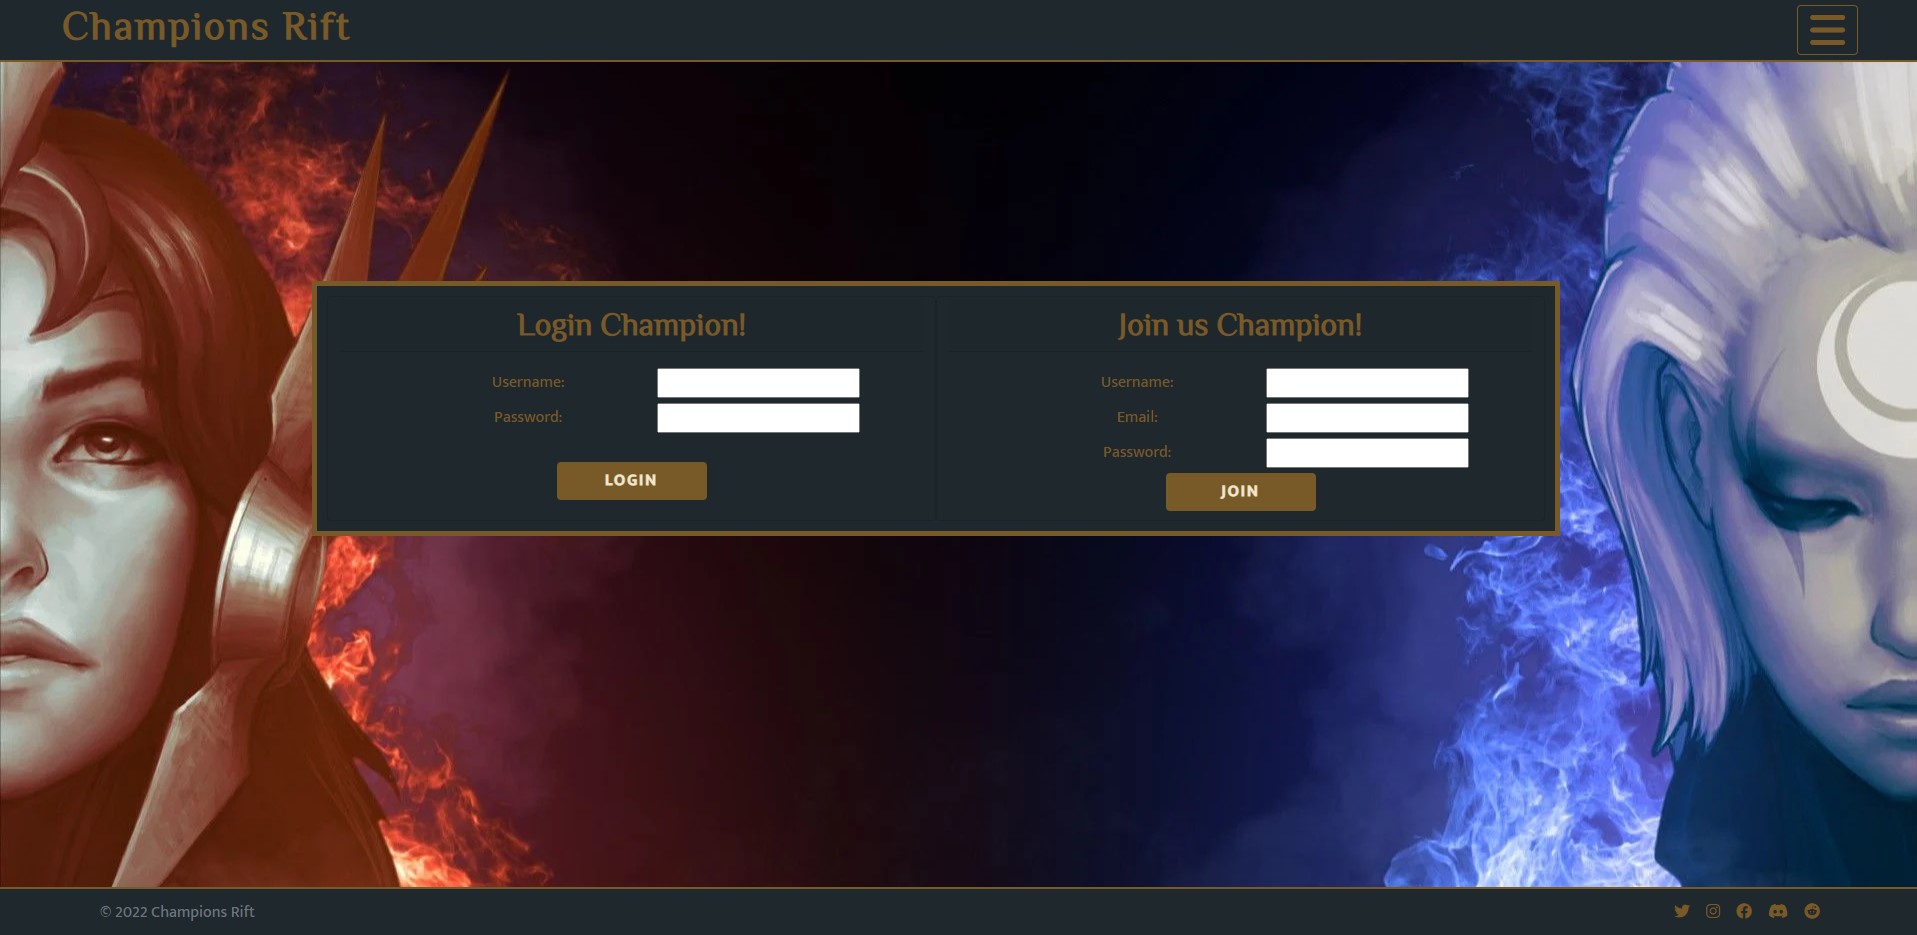 Champions Rift
Login Champion!
Username:
Password:
LOGIN
Join us Champion!
Username:
Email:
Password:
JOIN
© 2022 Champions Rift